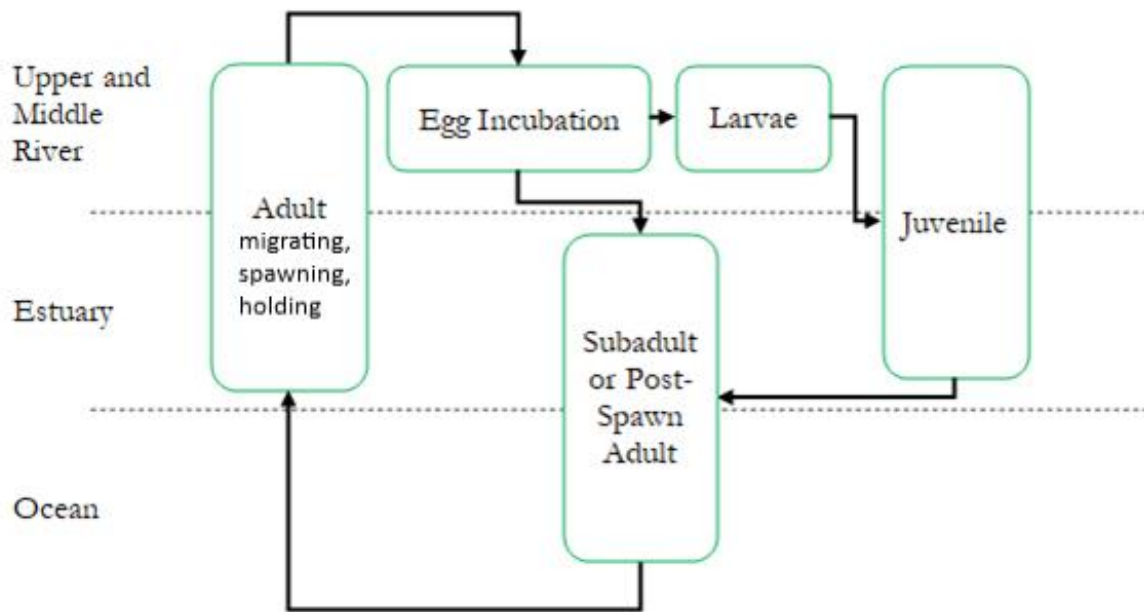 Upper and
Middle
River
Adult
migrating,
spawning,
holding
Egg Incubation
Larvae
Juvenile
Estuary
Subadult
or Post-
Spawn
Adult
Ocean